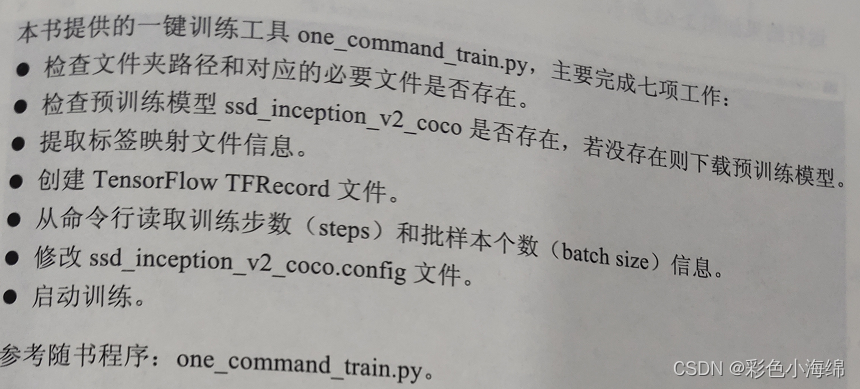 本书提供的一键训练工具 one_command_train.py，主要完成七项工作：
● 检查文件夹路径和对应的必要文件是否存在。
● 检查预训练模型 ssd_inception_v2_coco 是否存在，若没存在则下载预训练模型。
● 提取标签映射文件信息。
● 创建 TensorFlow TFRecord 文件。
● 从命令行读取训练步数（steps）和批样本个数（batch size）信息。
● 修改 ssd_inception_v2_coco.config 文件。
● 启动训练。
参考随书程序：one_command_train.py。
CSDN @彩色小海绵